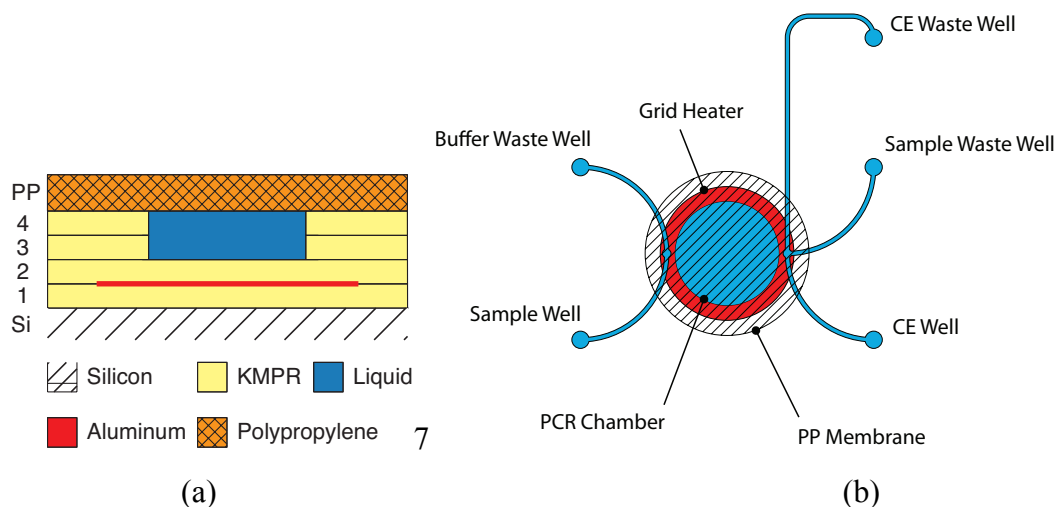 PP
4
3
2
1
Si
Silicon
KMPR
Liquid
Aluminum
Polypropylene
7
(a)
CE Waste Well
Grid Heater
Buffer Waste Well
Sample Waste Well
Sample Well
CE Well
PCR Chamber
PP Membrane
(b)